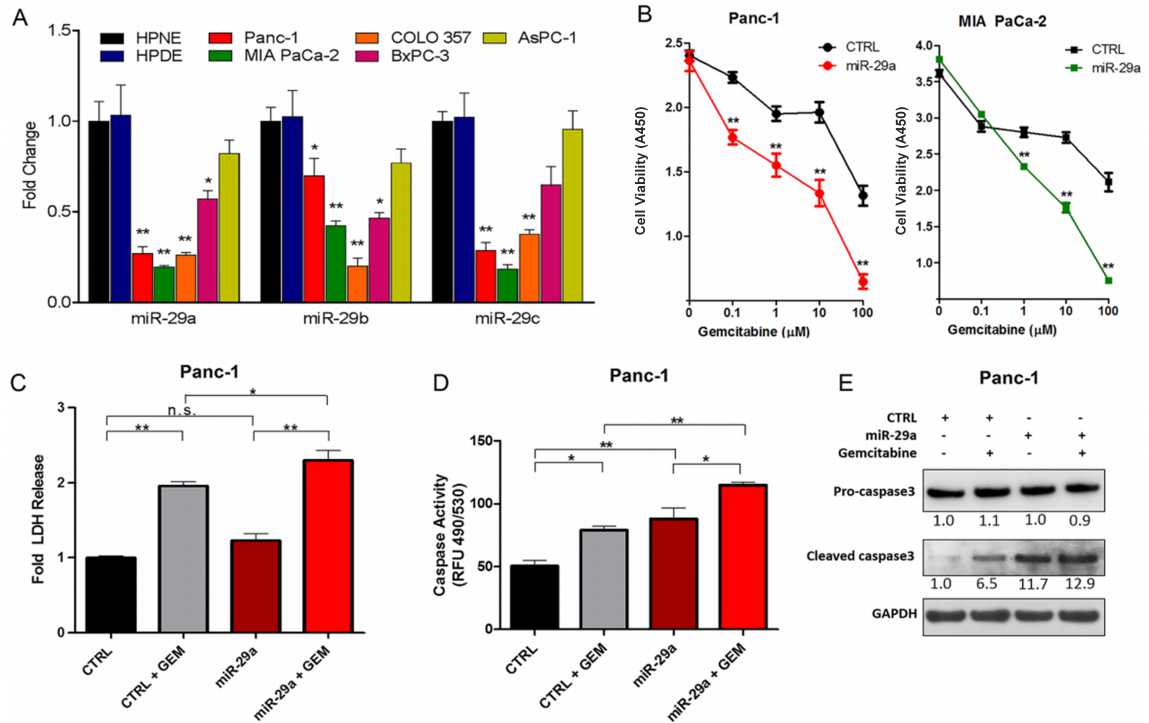 A
1.5
HPNE Panc-1 COLO 357 AsPC-1
HPDE MIA PaCa-2 BxPC-3
1.0
0.5
0.0
Fold Change
** ** ** *
* ** ** *
** ** **
miR-29a miR-29b miR-29c
B
Panc-1
CTRL
miR-29a
2.5
2.0
1.5
1.0
Cell Viability (A450)
**
**
**
**
0 0.1 1 10 100
Gemcitabine (µM)
MIA PaCa-2
CTRL
miR-29a
4.0
3.5
3.0
2.5
2.0
1.5
1.0
Cell Viability (A450)
**
**
**
0 0.1 1 10 100
Gemcitabine (µM)
C
Panc-1
3
2
1
0
Fold LDH Release
*
n.s.
** **
CTRL
CTRL + GEM
miR-29a
miR-29a + GEM
D
Panc-1
150
100
50
0
Caspase Activity
(RFU 490/530)
**
**
* *
CTRL
CTRL + GEM
miR-29a
miR-29a + GEM
E
Panc-1
CTRL + + - -
miR-29a - - + +
Gemcitabine - + - +
Pro-caspase3
1.0 1.1 1.0 0.9
Cleaved caspase3
1.0 6.5 11.7 12.9
GAPDH